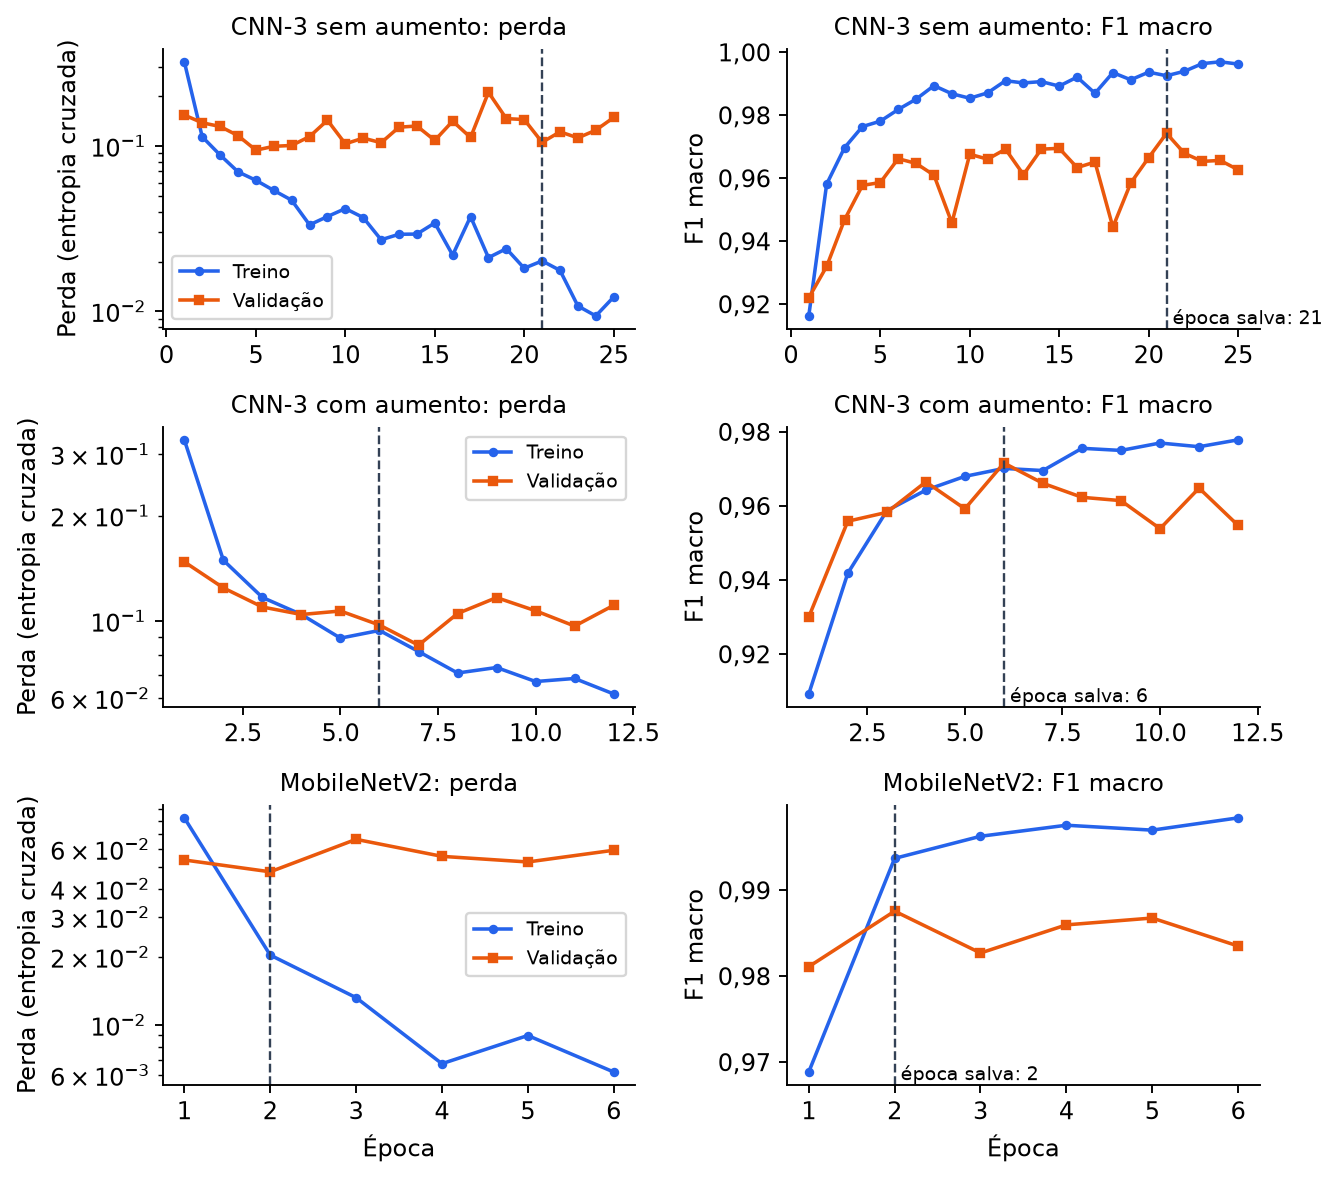 CNN-3 sem aumento: perda
Perda (entropia cruzada)
10⁻¹
10⁻²
Treino
Validação
0 5 10 15 20 25
CNN-3 sem aumento: F1 macro
F1 macro
1,00
0,98
0,96
0,94
0,92
época salva: 21
0 5 10 15 20 25
CNN-3 com aumento: perda
Perda (entropia cruzada)
3 × 10⁻¹
2 × 10⁻¹
10⁻¹
6 × 10⁻²
Treino
Validação
2.5 5.0 7.5 10.0 12.5
CNN-3 com aumento: F1 macro
F1 macro
0,98
0,96
0,94
0,92
época salva: 6
2.5 5.0 7.5 10.0 12.5
MobileNetV2: perda
Perda (entropia cruzada)
6 × 10⁻²
4 × 10⁻²
3 × 10⁻²
2 × 10⁻²
10⁻²
6 × 10⁻³
Treino
Validação
1 2 3 4 5 6
Época
MobileNetV2: F1 macro
F1 macro
0,99
0,98
0,97
época salva: 2
1 2 3 4 5 6
Época